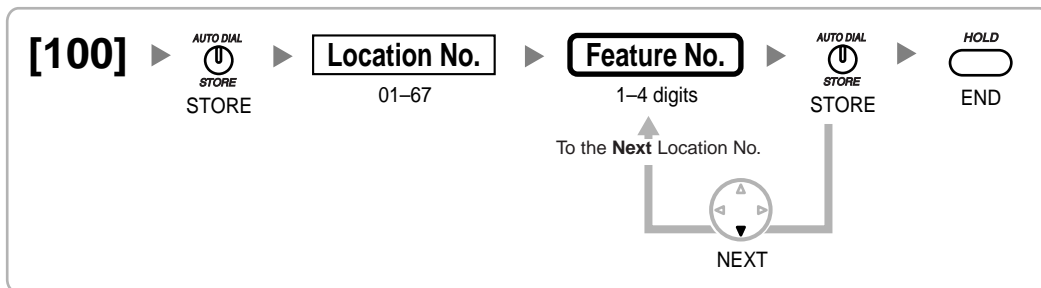 [100]
AUTO DIAL
STORE
STORE
Location No.
01–67
Feature No.
1–4 digits
AUTO DIAL
STORE
STORE
HOLD
END
To the Next Location No.
NEXT